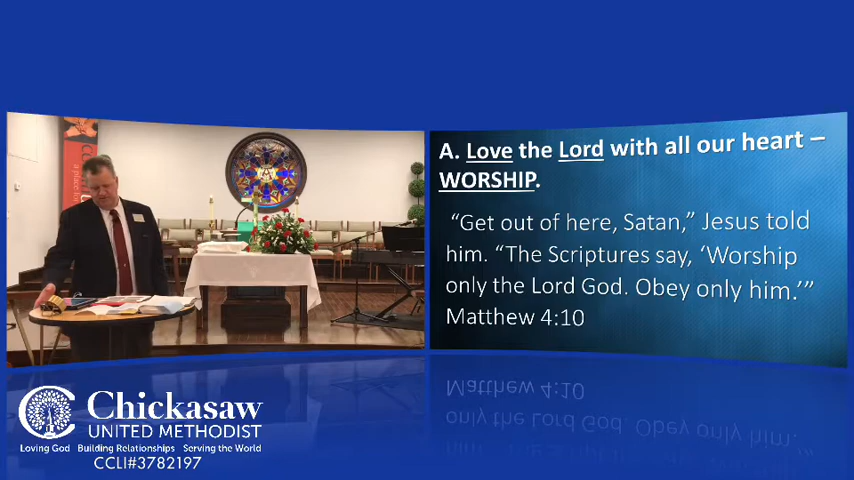 A. Love the Lord with all our heart –
WORSHIP.
“Get out of here, Satan,” Jesus told
him. “The Scriptures say, ‘Worship
only the Lord God. Obey only him.’”
Matthew 4:10
Chickasaw
UNITED METHODIST
Loving God Building Relationships Serving the World
CCLI#3782197